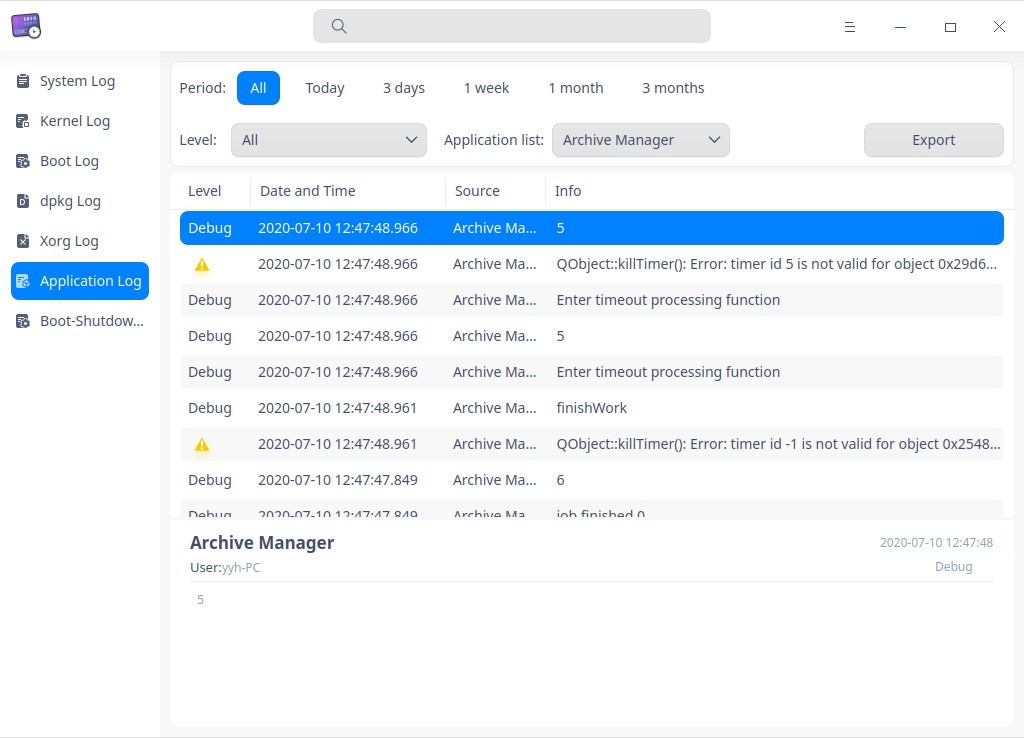 System Log
Kernel Log
Boot Log
dpkg Log
Xorg Log
Application Log
Boot-Shutdow...
Period: All Today 3 days 1 week 1 month 3 months
Level: All Application list: Archive Manager Export
Level Date and Time Source Info
Debug 2020-07-10 12:47:48.966 Archive Ma... 5
2020-07-10 12:47:48.966 Archive Ma... QObject::killTimer(): Error: timer id 5 is not valid for object 0x29d6...
Debug 2020-07-10 12:47:48.966 Archive Ma... Enter timeout processing function
Debug 2020-07-10 12:47:48.966 Archive Ma... 5
Debug 2020-07-10 12:47:48.966 Archive Ma... Enter timeout processing function
Debug 2020-07-10 12:47:48.961 Archive Ma... finishWork
2020-07-10 12:47:48.961 Archive Ma... QObject::killTimer(): Error: timer id -1 is not valid for object 0x2548...
Debug 2020-07-10 12:47:47.849 Archive Ma... 6
Debug 2020-07-10 12:47:47.849 Archive Ma... job finished 0
Archive Manager 2020-07-10 12:47:48
User:yyh-PC Debug
5